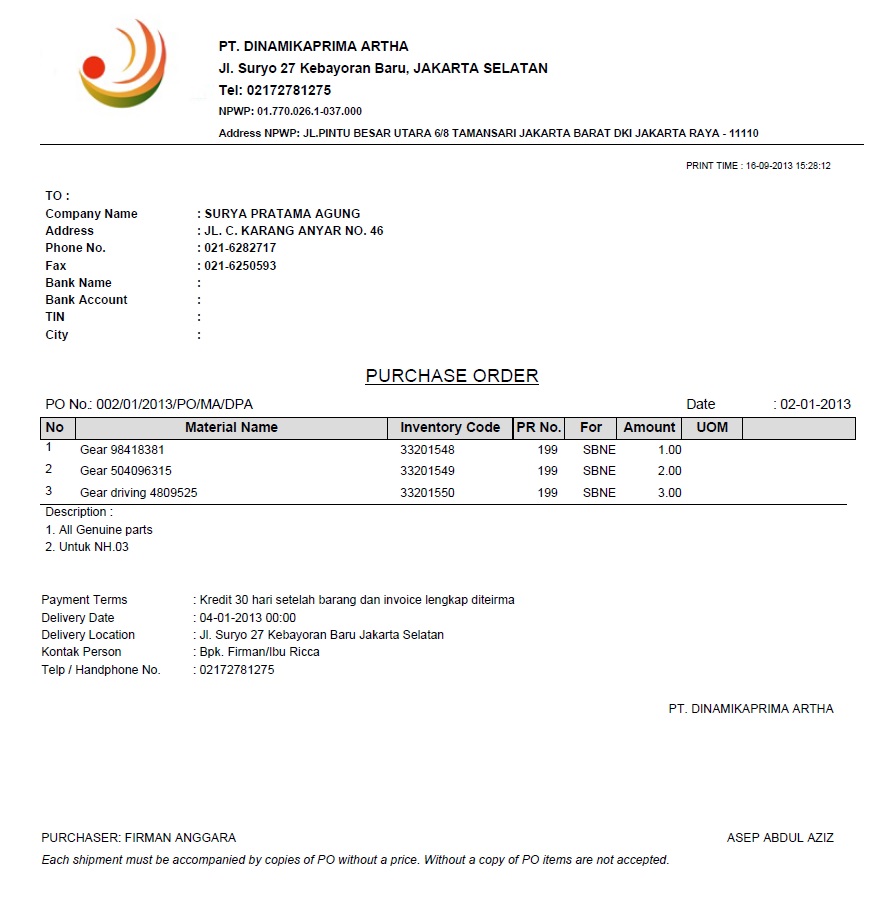 PT. DINAMIKAPRIMA ARTHA
Jl. Suryo 27 Kebayoran Baru, JAKARTA SELATAN
Tel: 02172781275
NPWP: 01.770.026.1-037.000
Address NPWP: JL.PINTU BESAR UTARA 6/8 TAMANSARI JAKARTA BARAT DKI JAKARTA RAYA - 11110
PRINT TIME : 16-09-2013 15:28:12
TO :
Company Name : SURYA PRATAMA AGUNG
Address : JL. C. KARANG ANYAR NO. 46
Phone No. : 021-6282717
Fax : 021-6250593
Bank Name :
Bank Account :
TIN :
City :
PURCHASE ORDER
PO No.: 002/01/2013/PO/MA/DPA Date : 02-01-2013
No Material Name Inventory Code PR No. For Amount UOM
1 Gear 98418381 33201548 199 SBNE 1.00
2 Gear 504096315 33201549 199 SBNE 2.00
3 Gear driving 4809525 33201550 199 SBNE 3.00
Description :
1. All Genuine parts
2. Untuk NH.03
Payment Terms : Kredit 30 hari setelah barang dan invoice lengkap diteirma
Delivery Date : 04-01-2013 00:00
Delivery Location : Jl. Suryo 27 Kebayoran Baru Jakarta Selatan
Kontak Person : Bpk. Firman/Ibu Ricca
Telp / Handphone No. : 02172781275
PT. DINAMIKAPRIMA ARTHA
PURCHASER: FIRMAN ANGGARA ASEP ABDUL AZIZ
Each shipment must be accompanied by copies of PO without a price. Without a copy of PO items are not accepted.